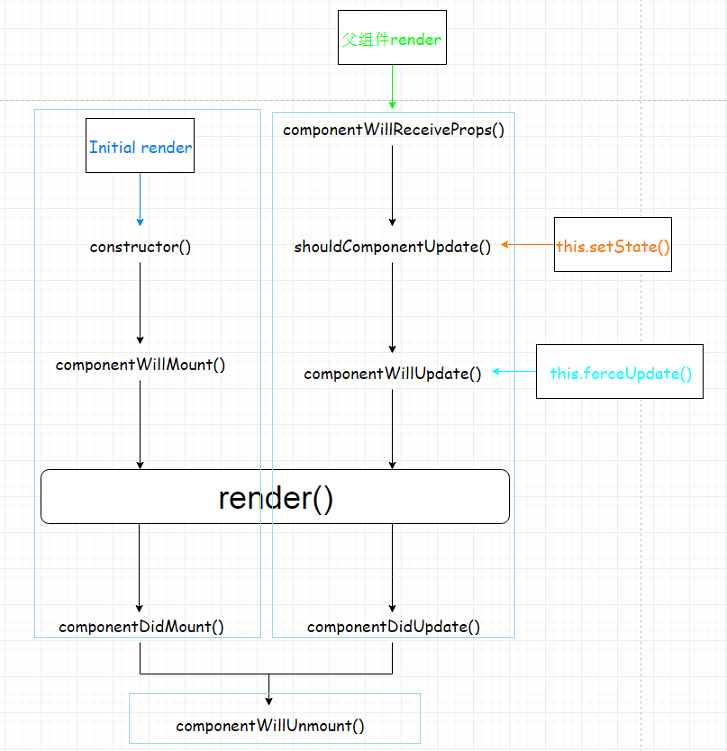 父组件render
componentWillReceiveProps()
Initial render
constructor()
shouldComponentUpdate()
this.setState()
componentWillMount()
componentWillUpdate()
this.forceUpdate()
render()
componentDidMount()
componentDidUpdate()
componentWillUnmount()